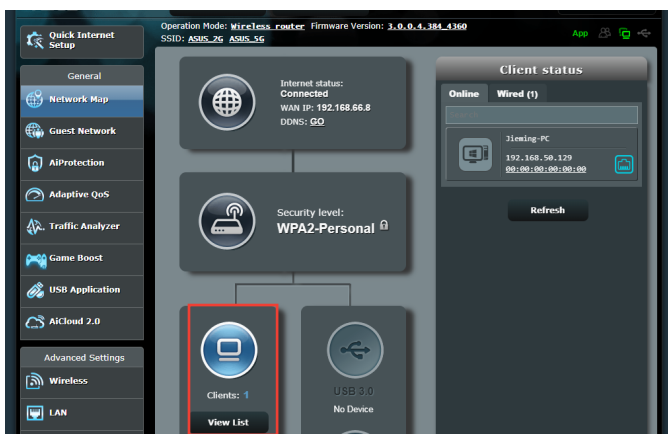 Operation Mode: Wireless router Firmware Version: 3.0.0.4.384_4360
SSID: ASUS_2G ASUS_5G
App
Quick Internet
Setup
General
Network Map
Guest Network
AiProtection
Adaptive QoS
Traffic Analyzer
Game Boost
USB Application
AiCloud 2.0
Advanced Settings
Wireless
LAN
Internet status:
Connected
WAN IP: 192.168.66.8
DDNS: GO
Security level:
WPA2-Personal
Clients: 1
View List
USB 3.0
No Device
Client status
Online Wired (1)
Jieming-PC
192.168.50.129
00:00:00:00:00:00
Refresh